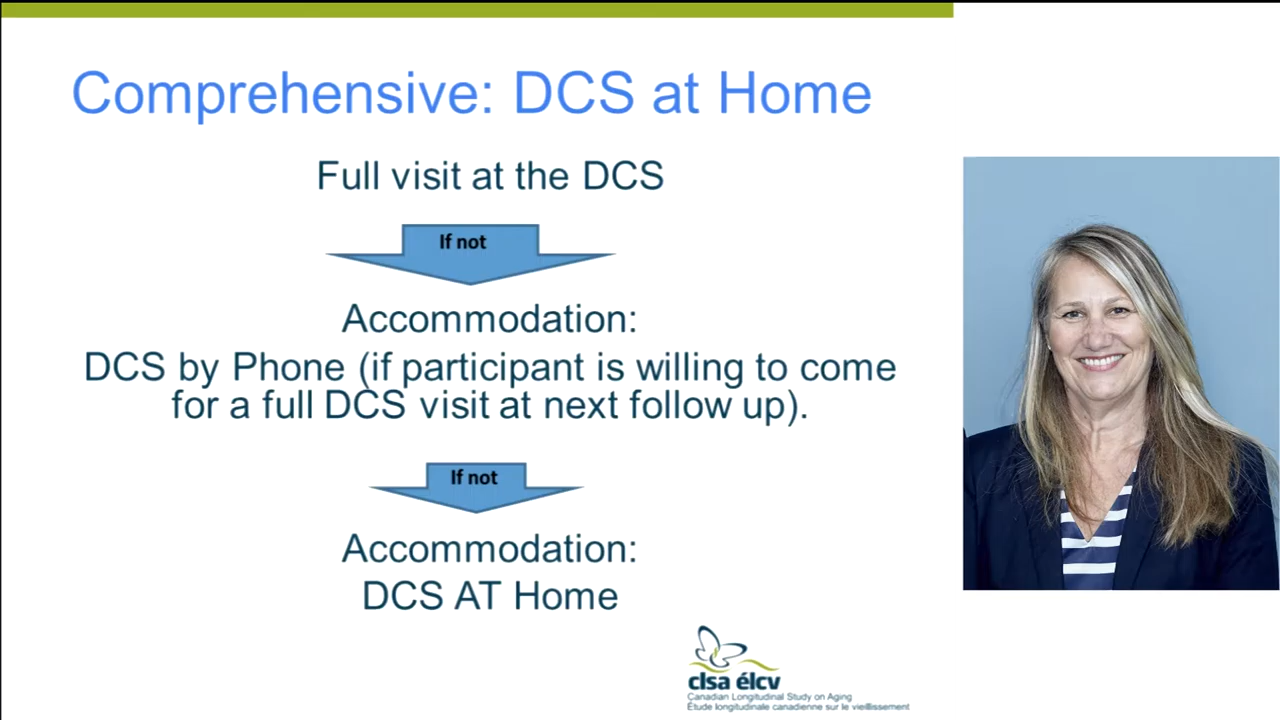 Comprehensive: DCS at Home
Full visit at the DCS
If not
Accommodation:
DCS by Phone (if participant is willing to come
for a full DCS visit at next follow up).
If not
Accommodation:
DCS AT Home
clsa élcv
Canadian Longitudinal Study on Aging
Étude longitudinale canadienne sur le vieillissement